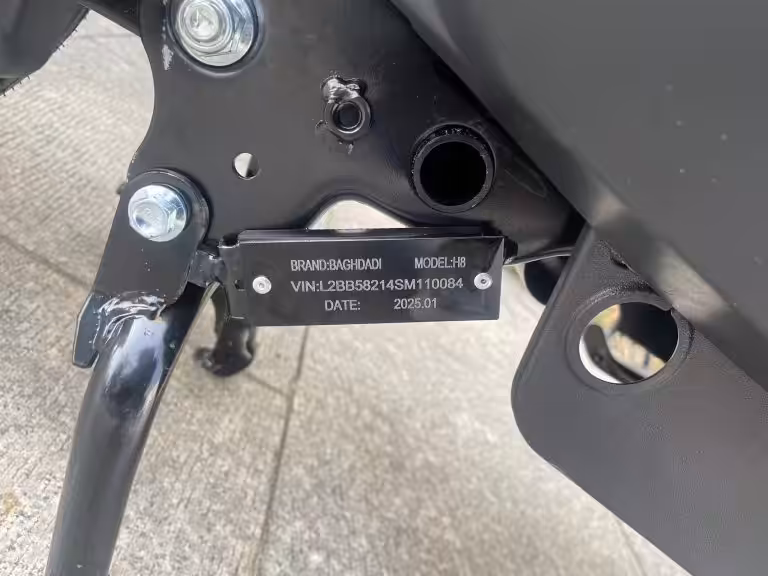 BRAND:BAGHDADI MODEL:H8
VIN:L2BB58214SM110084
DATE: 2025.01